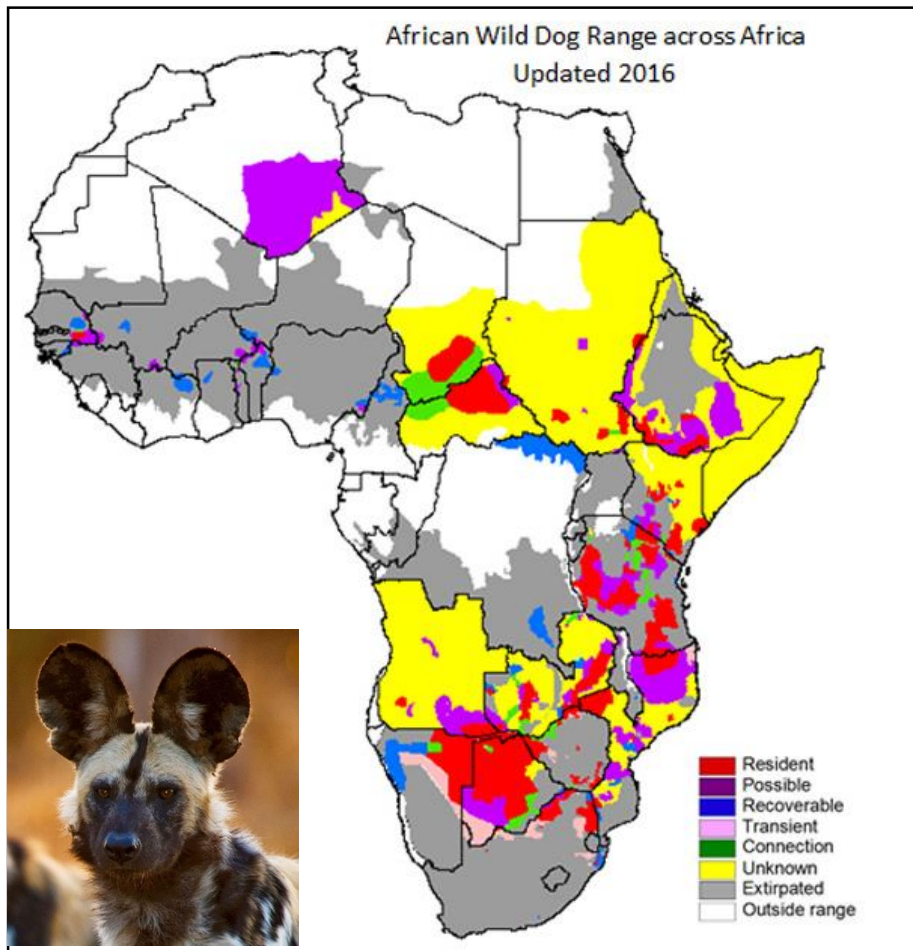 African Wild Dog Range across Africa
Updated 2016
Resident
Possible
Recoverable
Transient
Connection
Unknown
Extirpated
Outside range